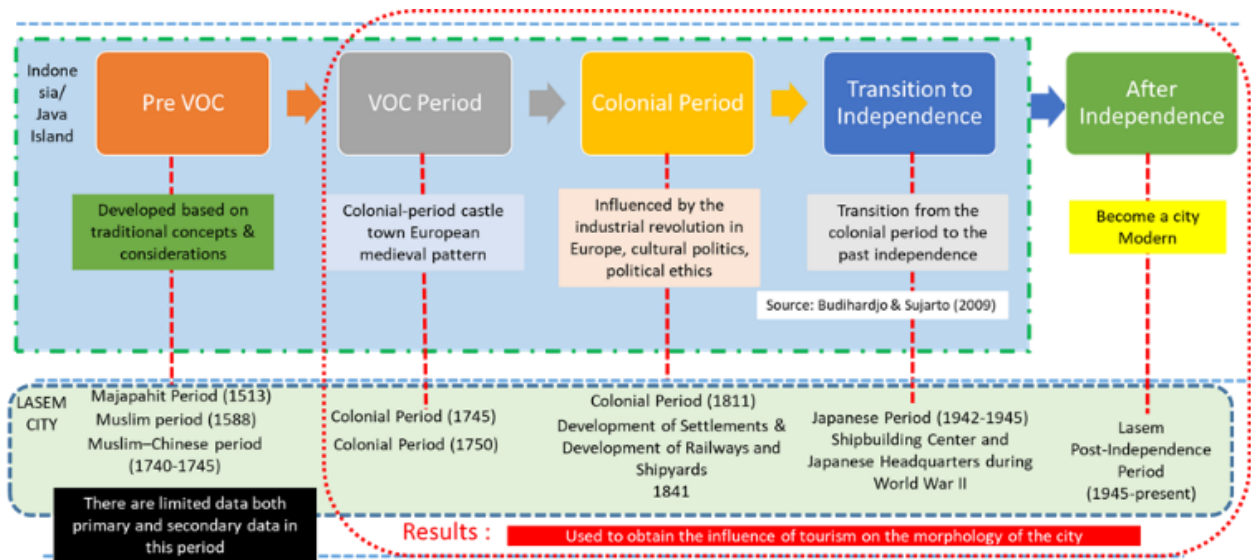 Indone
sia/
Java
Island
Pre VOC
VOC Period
Colonial Period
Transition to
Independence
After
Independence
Developed based on
traditional concepts &
considerations
Colonial-period castle
town European
medieval pattern
Influenced by the
industrial revolution in
Europe, cultural politics,
political ethics
Transition from the
colonial period to the
past independence
Become a city
Modern
Source: Budihardjo & Sujarto (2009)
LASEM
CITY
Majapahit Period (1513)
Muslim period (1588)
Muslim–Chinese period
(1740-1745)
Colonial Period (1745)
Colonial Period (1750)
Colonial Period (1811)
Development of Settlements &
Development of Railways and
Shipyards
1841
Japanese Period (1942-1945)
Shipbuilding Center and
Japanese Headquarters during
World War II
Lasem
Post-Independence
Period
(1945-present)
There are limited data both
primary and secondary data in
this period
Results :
Used to obtain the influence of tourism on the morphology of the city